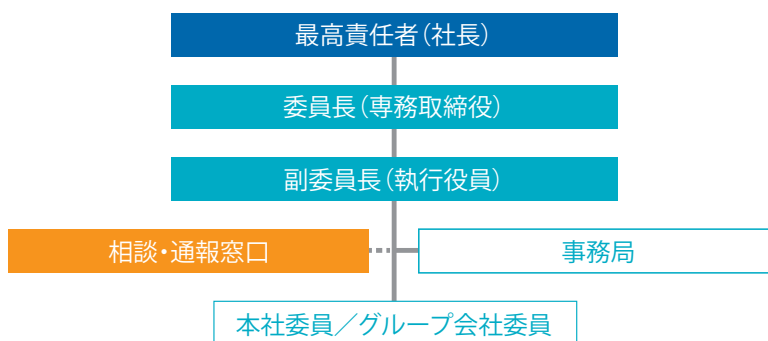 最高責任者（社長）
委員長（専務取締役）
副委員長（執行役員）
相談・通報窓口
事務局
本社委員／グループ会社委員